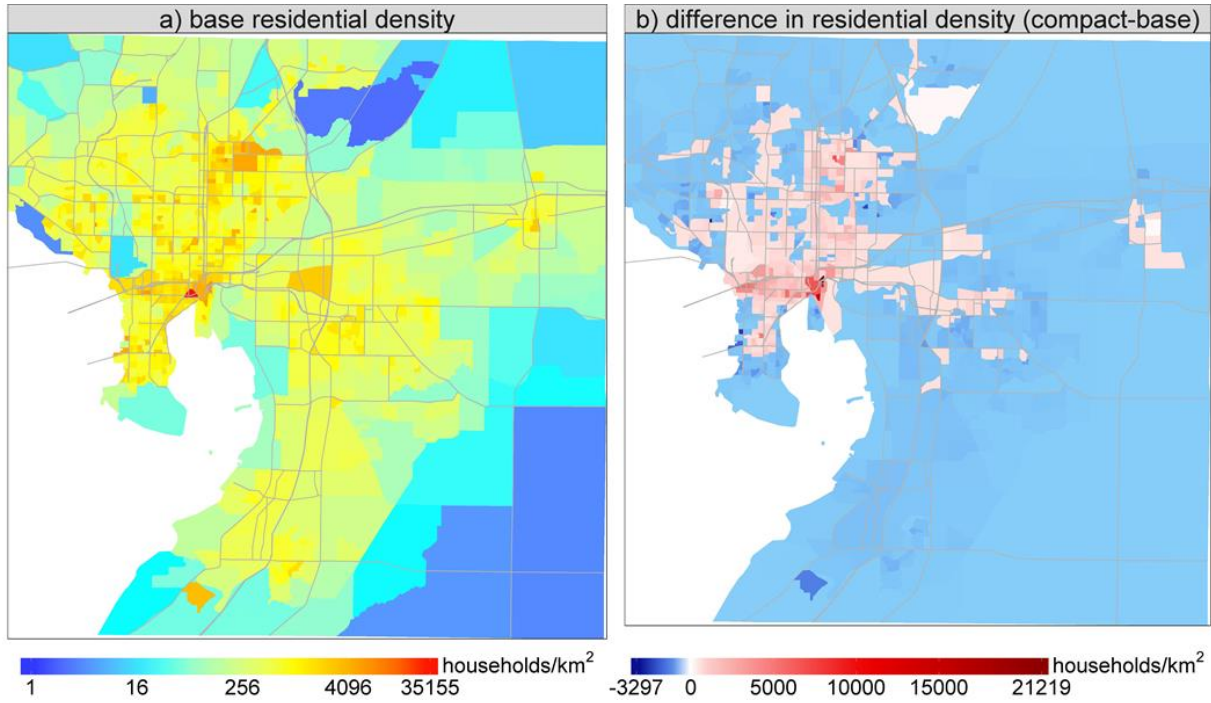 a) base residential density
b) difference in residential density (compact-base)
households/km²
1 16 256 4096 35155
households/km²
-3297 0 5000 10000 15000 21219